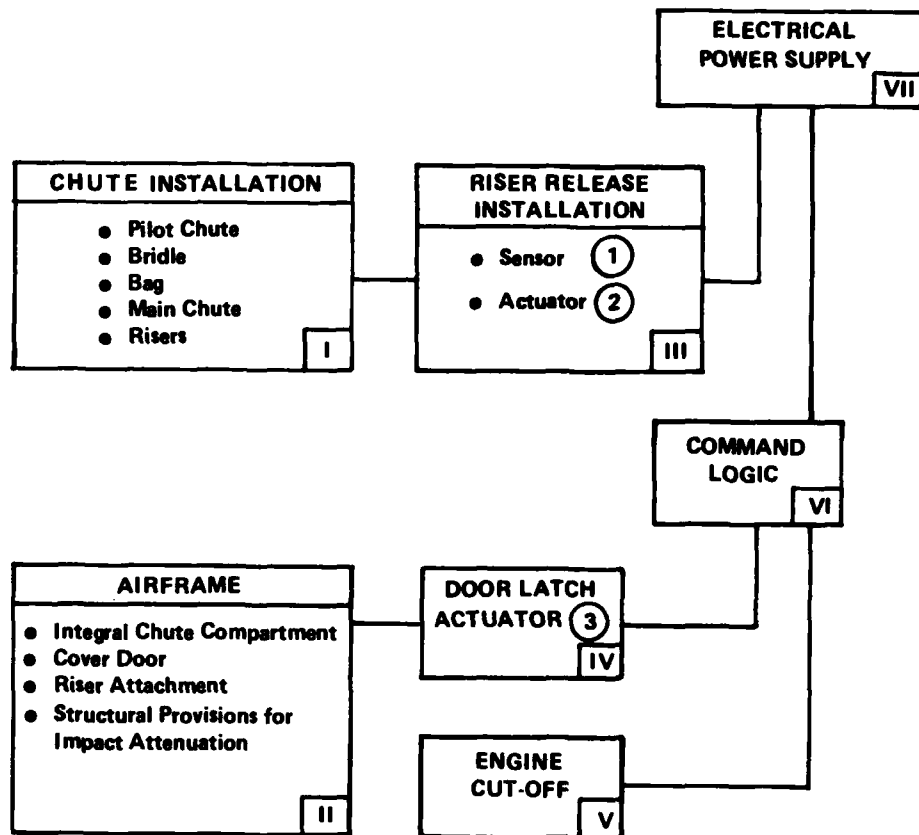 ELECTRICAL
POWER SUPPLY
VII
CHUTE INSTALLATION
● Pilot Chute
● Bridle
● Bag
● Main Chute
● Risers
I
RISER RELEASE
INSTALLATION
● Sensor 1
● Actuator 2
III
COMMAND
LOGIC
VI
AIRFRAME
● Integral Chute Compartment
● Cover Door
● Riser Attachment
● Structural Provisions for
Impact Attenuation
II
DOOR LATCH
ACTUATOR 3
IV
ENGINE
CUT-OFF
V